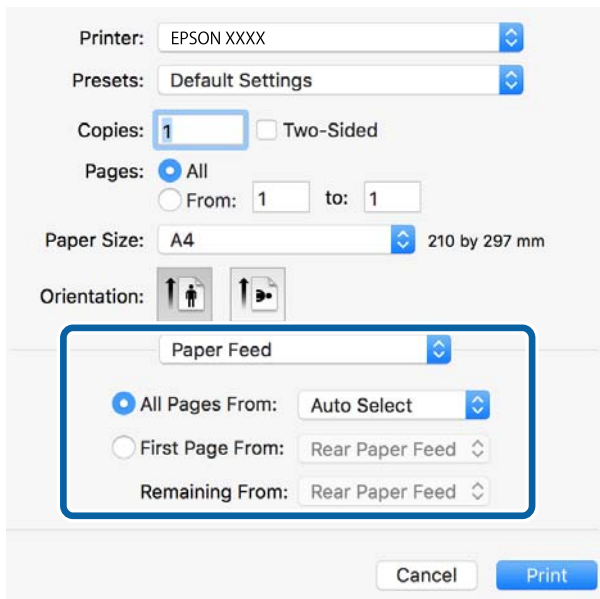 Printer: EPSON XXXX
Presets: Default Settings
Copies: 1 Two-Sided
Pages: All
From: 1 to: 1
Paper Size: A4 210 by 297 mm
Orientation:
Paper Feed
All Pages From: Auto Select
First Page From: Rear Paper Feed
Remaining From: Rear Paper Feed
Cancel Print